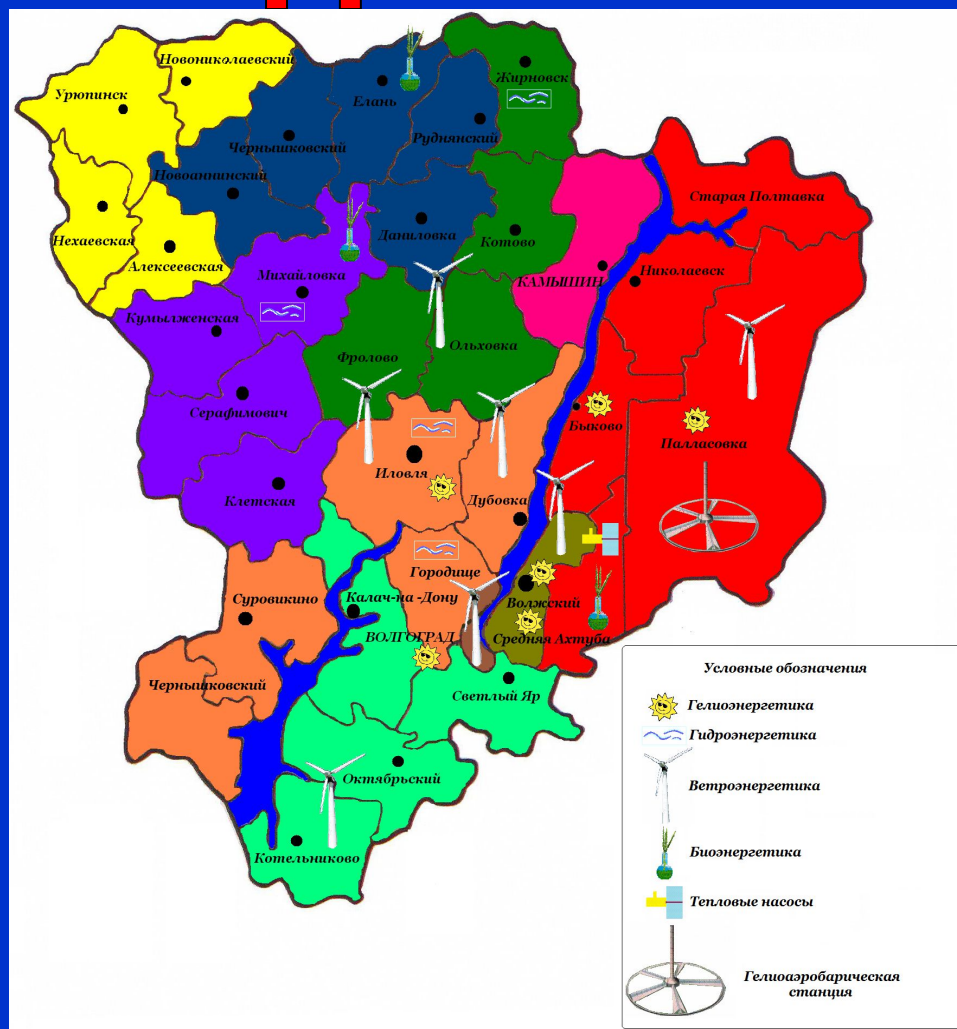 Новониколаевский
Урюпинск
Жирновск
Елань
Руднянский
Чернышковский
Новоаннинский
Старая Полтавка
Нехаевская
Даниловка
Котово
Алексеевская
Михайловка
КАМЫШИН
Николаевск
Кумылженская
Фролово
Ольховка
Серафимович
Быково
Палласовка
Иловля
Клетская
Дубовка
Городище
Суровикино
Калач-на -Дону
Волжский
ВОЛГОГРАД
Средняя Ахтуба
Чернышковский
Светлый Яр
Октябрьский
Котельниково
Условные обозначения
Гелиоэнергетика
Гидроэнергетика
Ветроэнергетика
Биоэнергетика
Тепловые насосы
Гелиоаэробарическая
станция